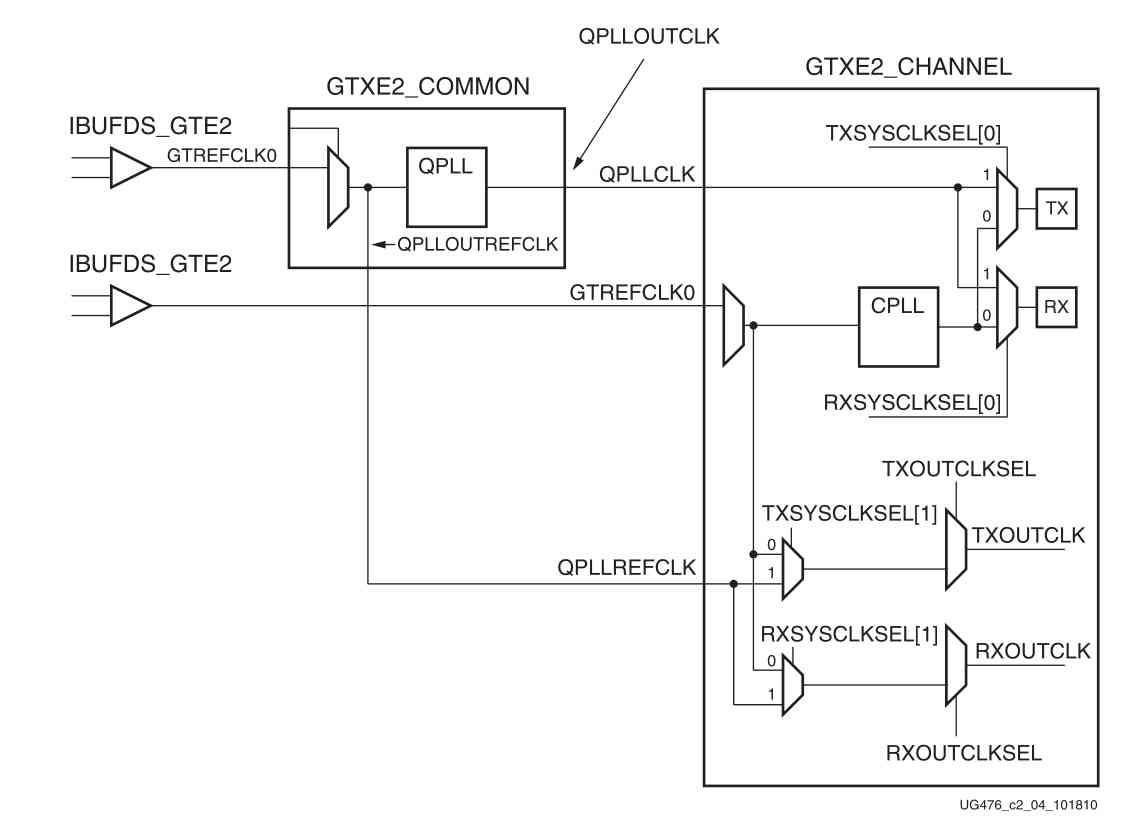 QPLLOUTCLK
GTXE2_CHANNEL
GTXE2_COMMON
IBUFDS_GTE2
TXSYSCLKSEL[0]
GTREFCLK0
QPLL
QPLLCLK
1
TX
0
QPLLOUTREFCLK
IBUFDS_GTE2
1
GTREFCLK0
CPLL
RX
0
RXSYSCLKSEL[0]
TXOUTCLKSEL
TXSYSCLKSEL[1]
TXOUTCLK
0
QPLLREFCLK
1
RXSYSCLKSEL[1]
RXOUTCLK
0
1
RXOUTCLKSEL
UG476_c2_04_101810